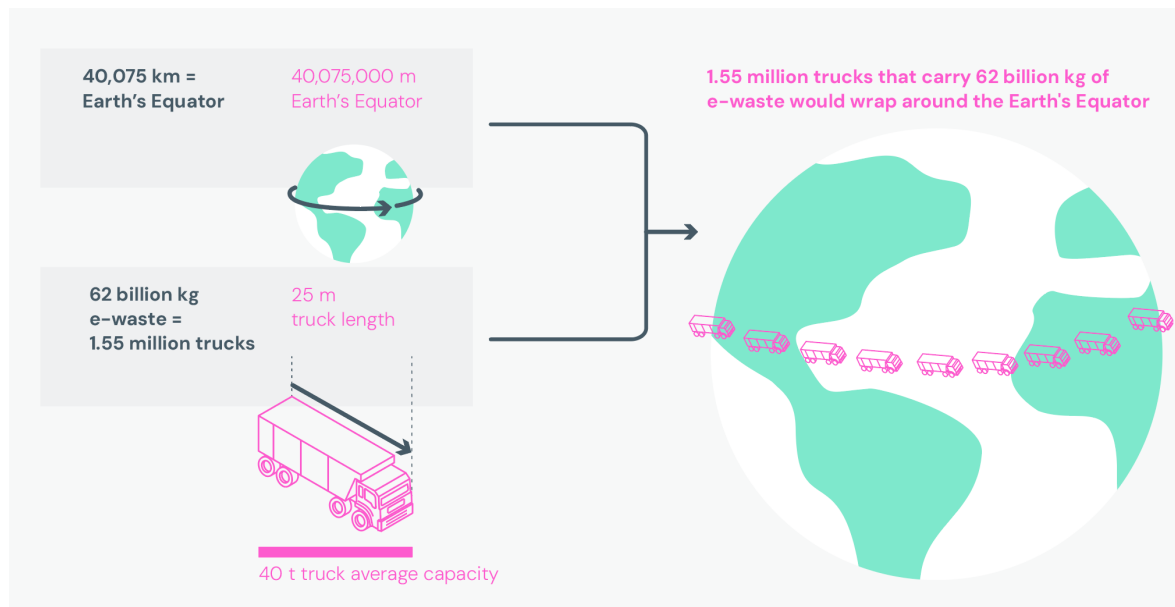 40,075 km =
Earth's Equator
40,075,000 m
Earth's Equator
62 billion kg
e-waste =
1.55 million trucks
25 m
truck length
40 t truck average capacity
1.55 million trucks that carry 62 billion kg of
e-waste would wrap around the Earth's Equator